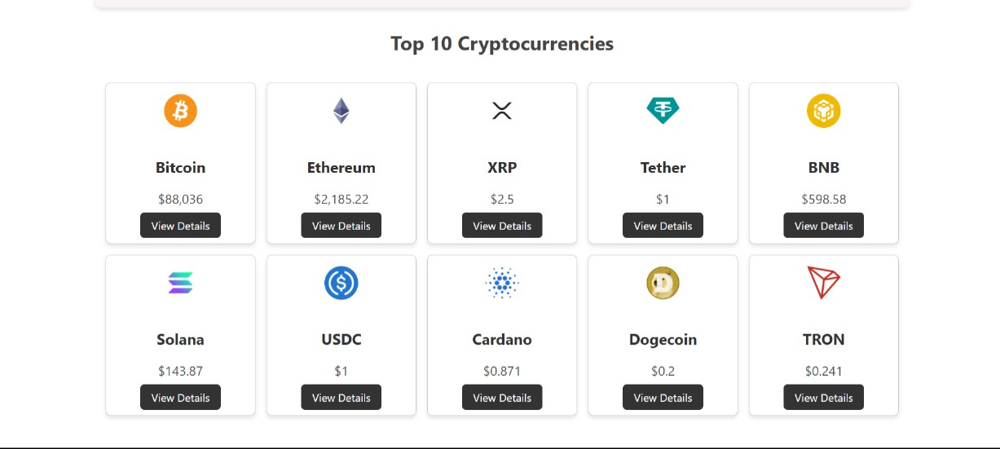 Top 10 Cryptocurrencies
Bitcoin
$88,036
View Details
Ethereum
$2,185.22
View Details
XRP
$2.5
View Details
Tether
$1
View Details
BNB
$598.58
View Details
Solana
$143.87
View Details
USDC
$1
View Details
Cardano
$0.871
View Details
Dogecoin
$0.2
View Details
TRON
$0.241
View Details